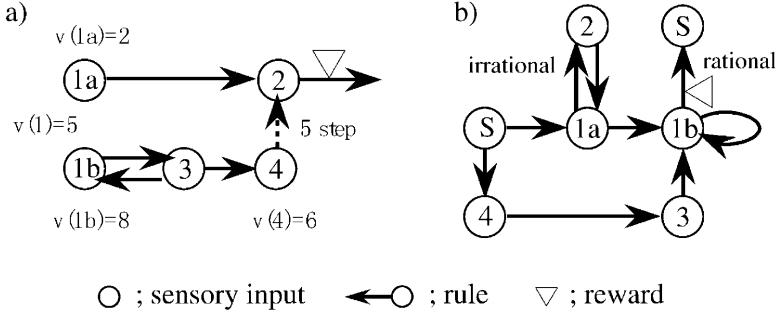 a)
v(1a)=2
1a
2
v(1)=5
5 step
1b
3
4
v(1b)=8
v(4)=6
b)
2
S
irrational
rational
S
1a
1b
4
3
; sensory input
; rule
; reward